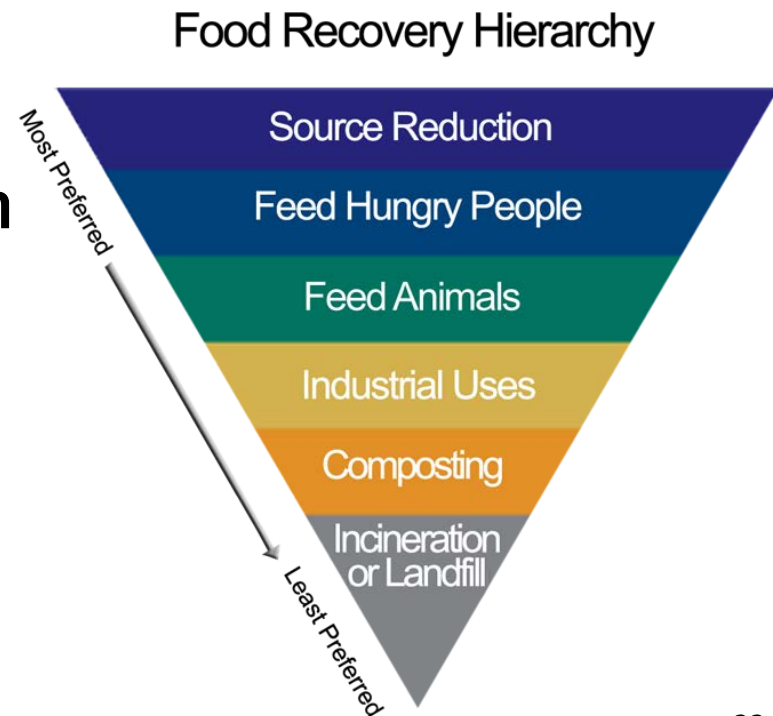 Food Recovery Hierarchy
Most Preferred
n
Source Reduction
Feed Hungry People
Feed Animals
Industrial Uses
Composting
Incineration
or Landfill
Least Preferred